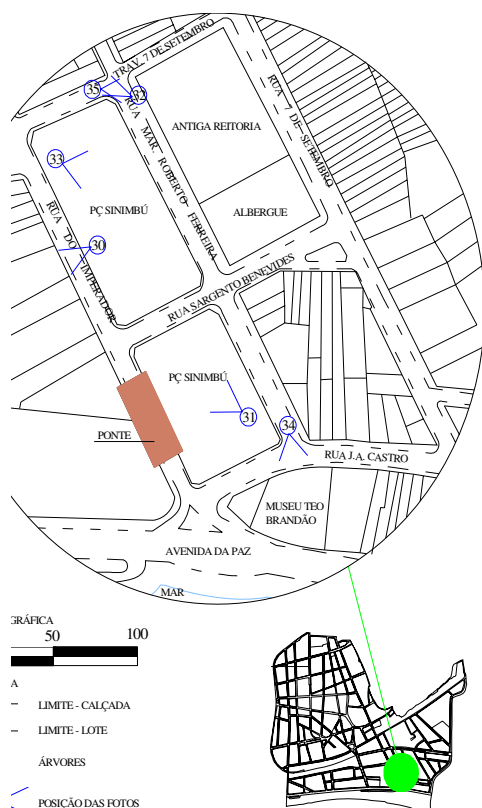 TRAV. 7 DE SETEMBRO
35
32
RUA 7 DE SETEMBRO
ANTIGA REITORIA
RUA MAR. ROBERTO FERREIRA
33
PÇ SINIMBÚ
ALBERGUE
RUA DO IMPERADOR
30
RUA SARGENTO BENEVIDES
PÇ SINIMBÚ
31
34
PONTE
RUA J.A. CASTRO
MUSEU TEO
BRANDÃO
AVENIDA DA PAZ
MAR
GRÁFICA
50 100
A
LIMITE - CALÇADA
LIMITE - LOTE
ÁRVORES
POSIÇÃO DAS FOTOS